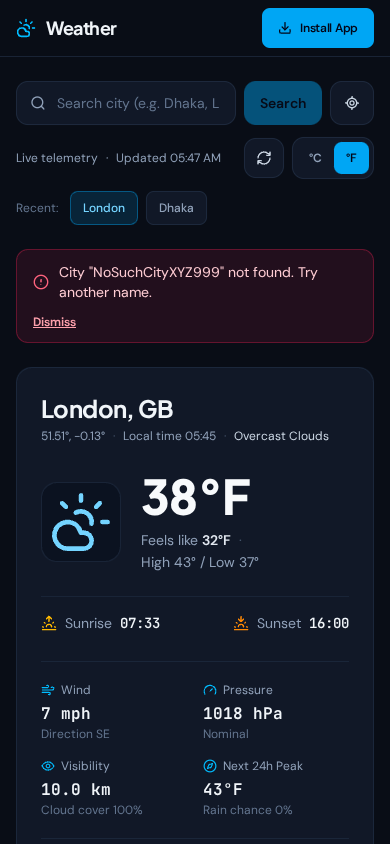 Weather
Install App
Search city (e.g. Dhaka, L
Search
Live telemetry · Updated 05:47 AM
°C
°F
Recent:
London
Dhaka
City "NoSuchCityXYZ999" not found. Try
another name.
Dismiss
London, GB
51.51°, -0.13° · Local time 05:45 · Overcast Clouds
38°F
Feels like 32°F ·
High 43° / Low 37°
Sunrise 07:33
Sunset 16:00
Wind
7 mph
Direction SE
Pressure
1018 hPa
Nominal
Visibility
10.0 km
Cloud cover 100%
Next 24h Peak
43°F
Rain chance 0%